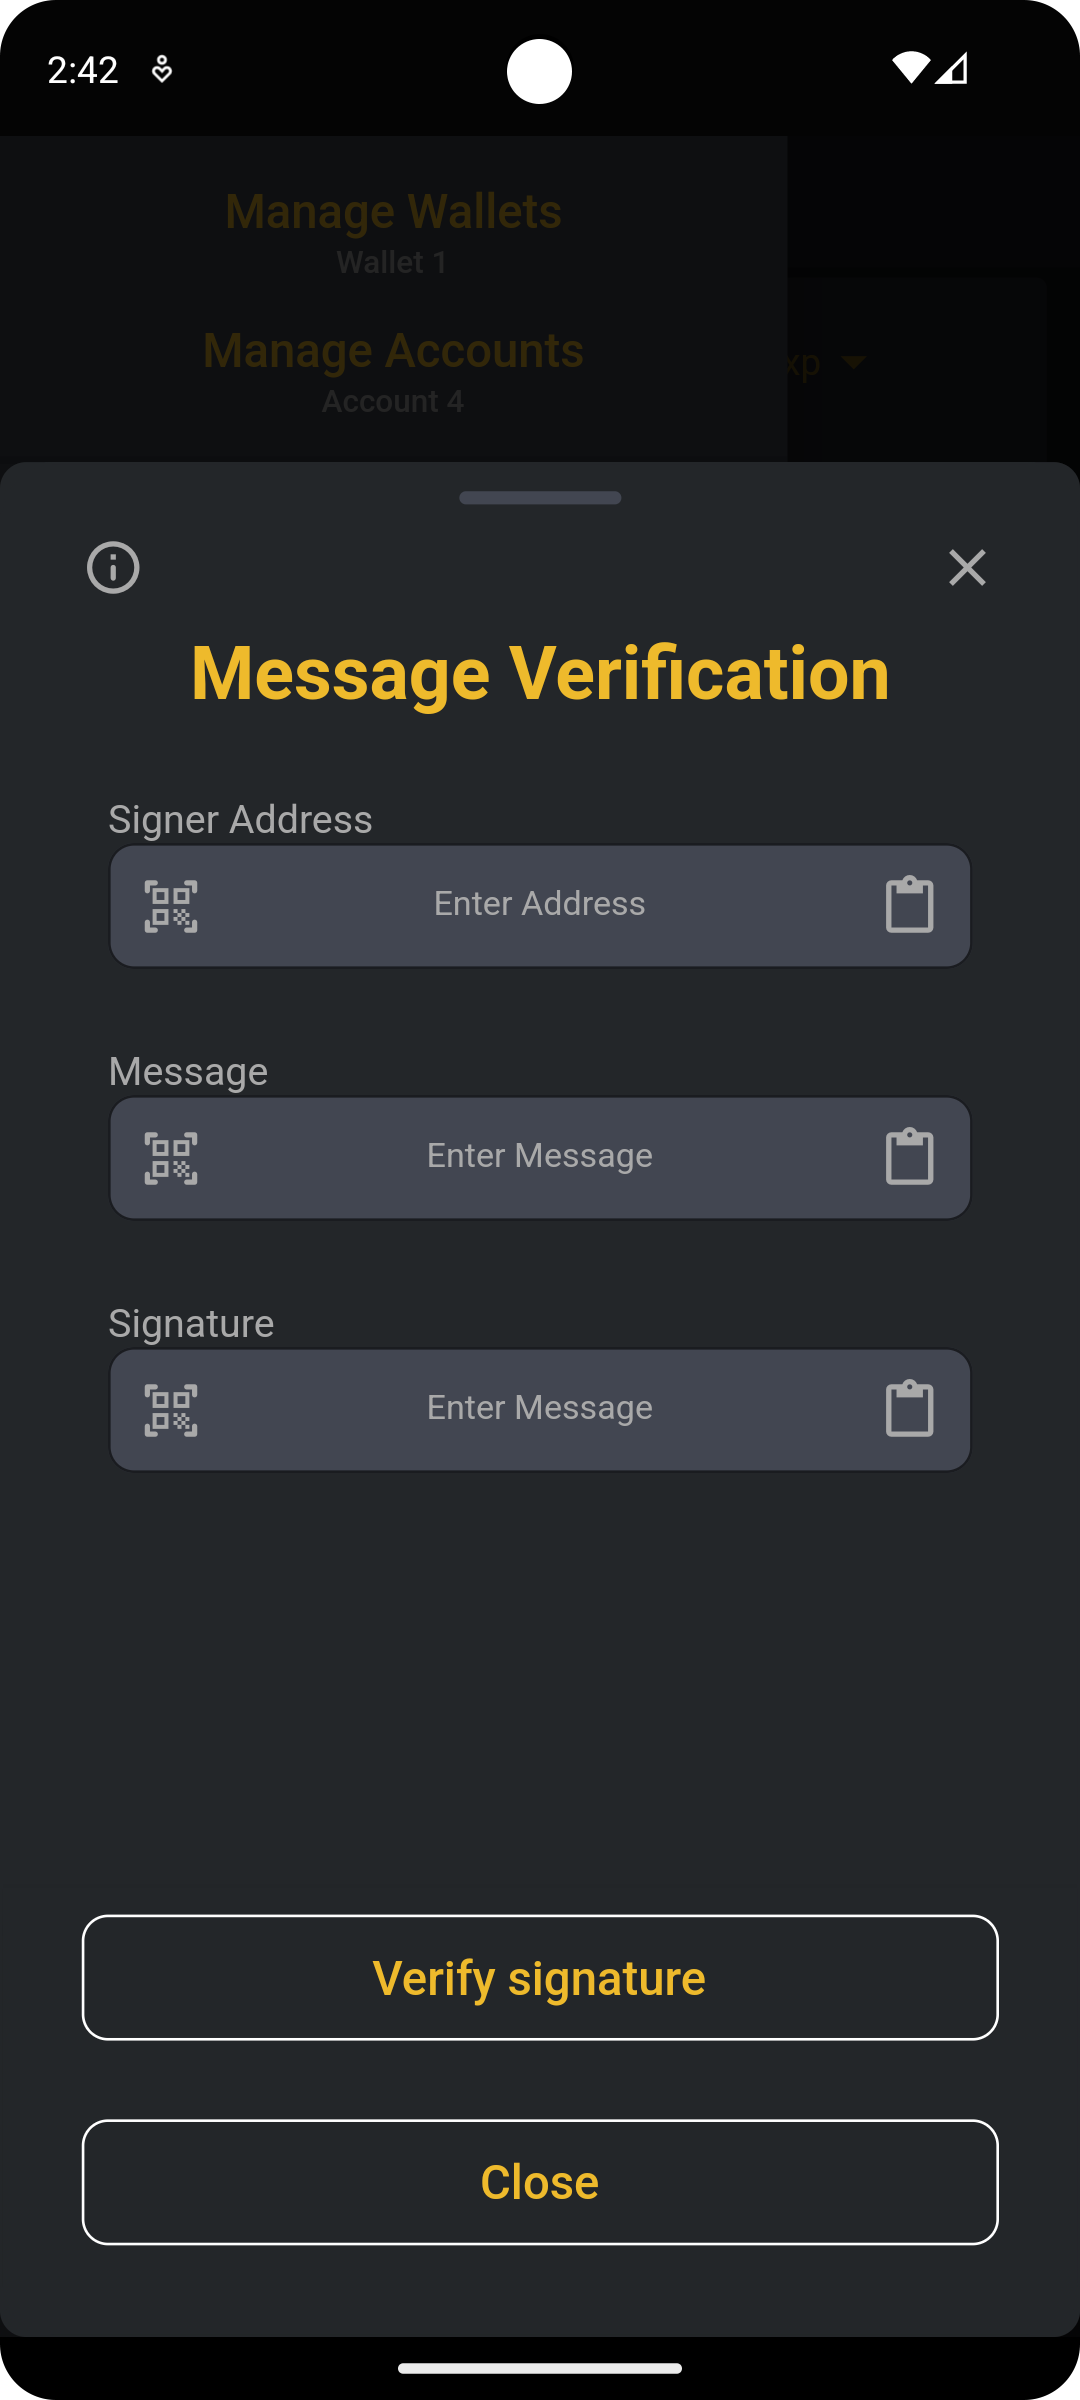 2:42
Manage Wallets
Wallet 1
Manage Accounts
Account 4
xp
Message Verification
Signer Address
Enter Address
Message
Enter Message
Signature
Enter Message
Verify signature
Close